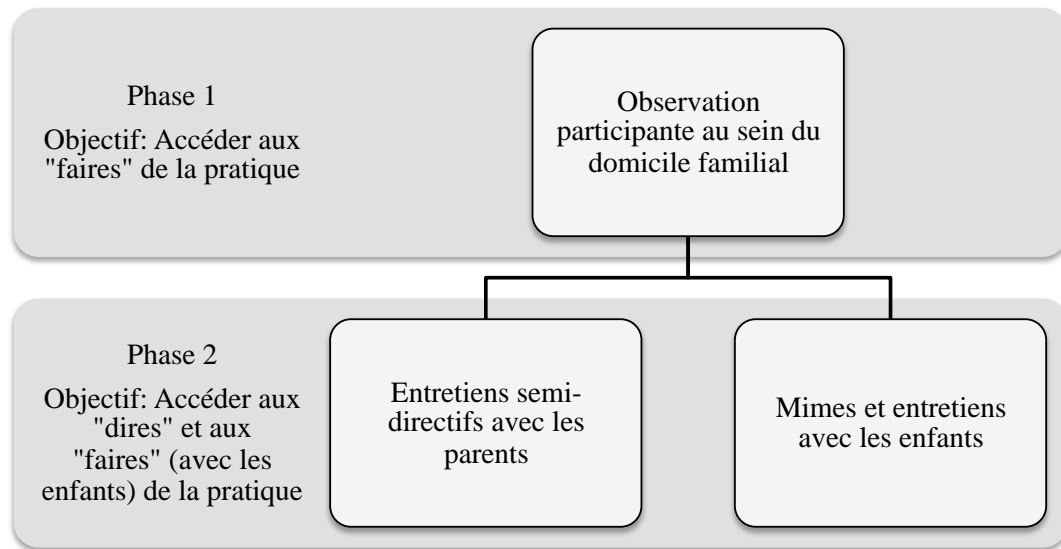 Phase 1
Objectif: Accéder aux
"faires" de la pratique
Observation
participante au sein du
domicile familial
Phase 2
Objectif: Accéder aux
"dires" et aux
"faires" (avec les
enfants) de la pratique
Entretiens semi-
directifs avec les
parents
Mimes et entretiens
avec les enfants